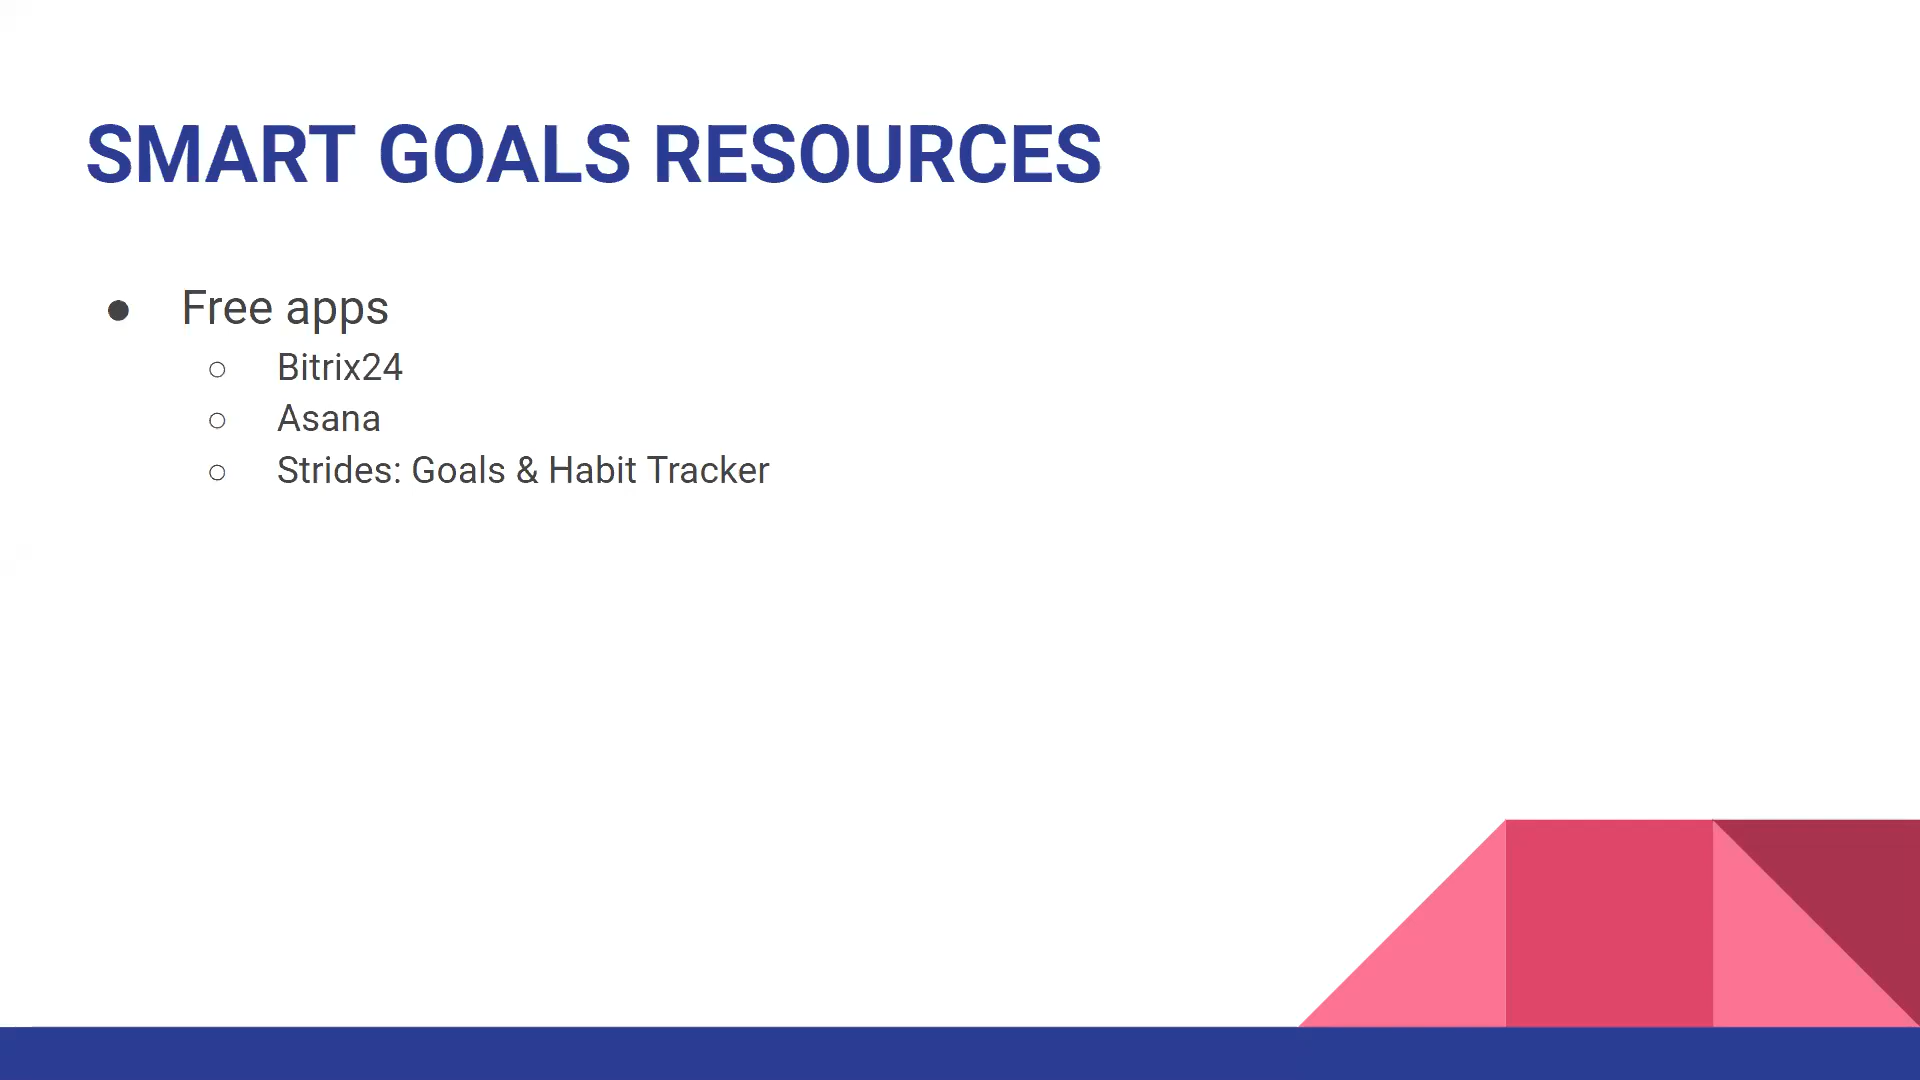 SMART GOALS RESOURCES
● Free apps
○ Bitrix24
○ Asana
○ Strides: Goals & Habit Tracker